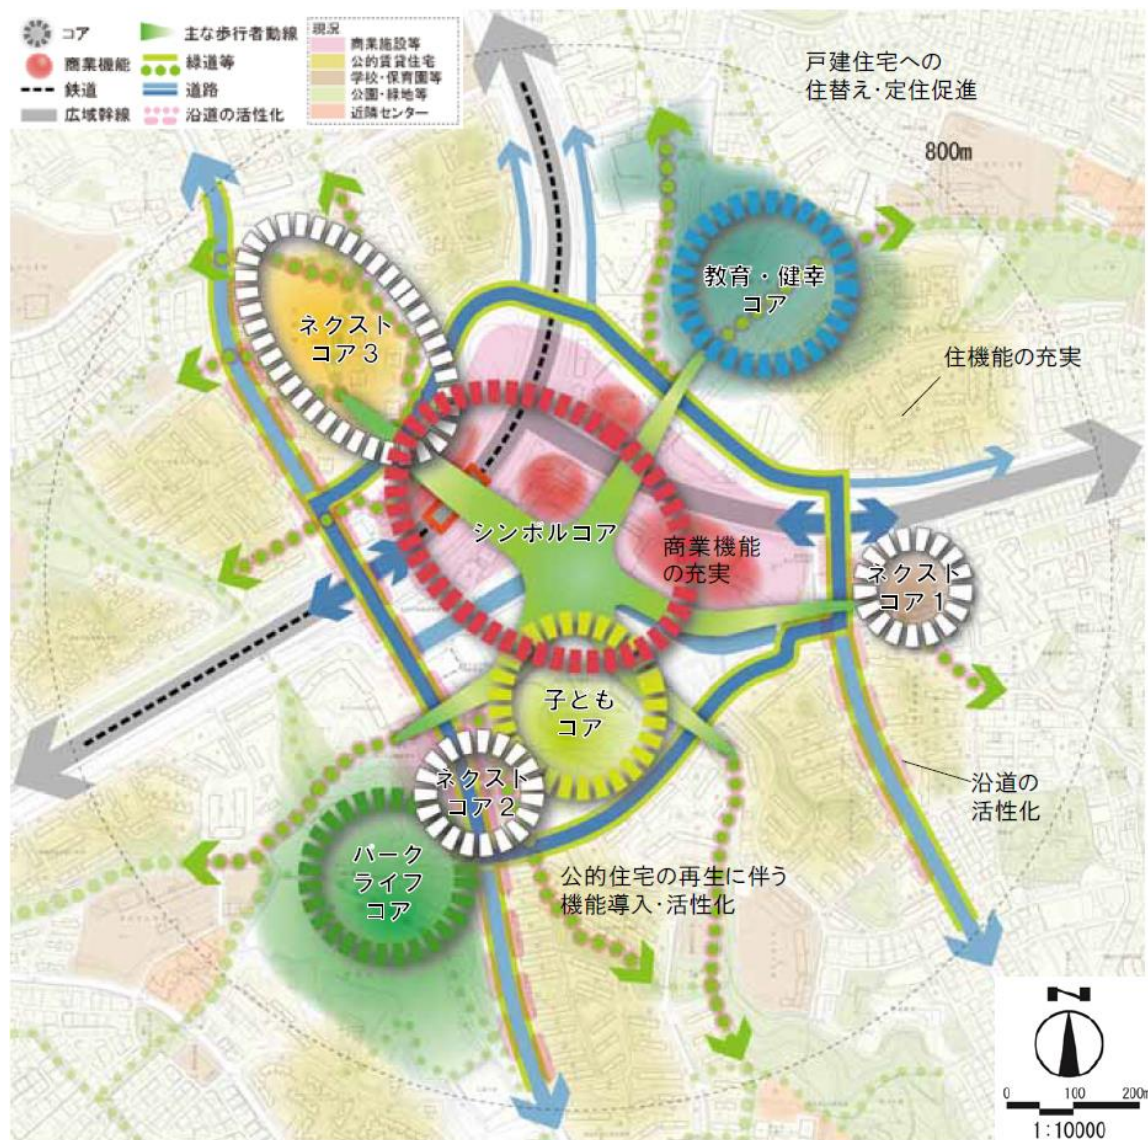 コア
商業機能
鉄道
広域幹線
主な歩行者動線
緑道等
道路
沿道の活性化
現況
商業施設等
公的賃貸住宅
学校・保育園等
公園・緑地等
近隣センター
戸建住宅への
住替え・定住促進
800m
教育・健幸
コア
ネクスト
コア3
住機能の充実
シンボルコア
商業機能
の充実
ネクスト
コア1
子ども
コア
ネクスト
コア2
沿道の
活性化
パーク
ライフ
コア
公的住宅の再生に伴う
機能導入・活性化
N
0 100 200m
1:10000